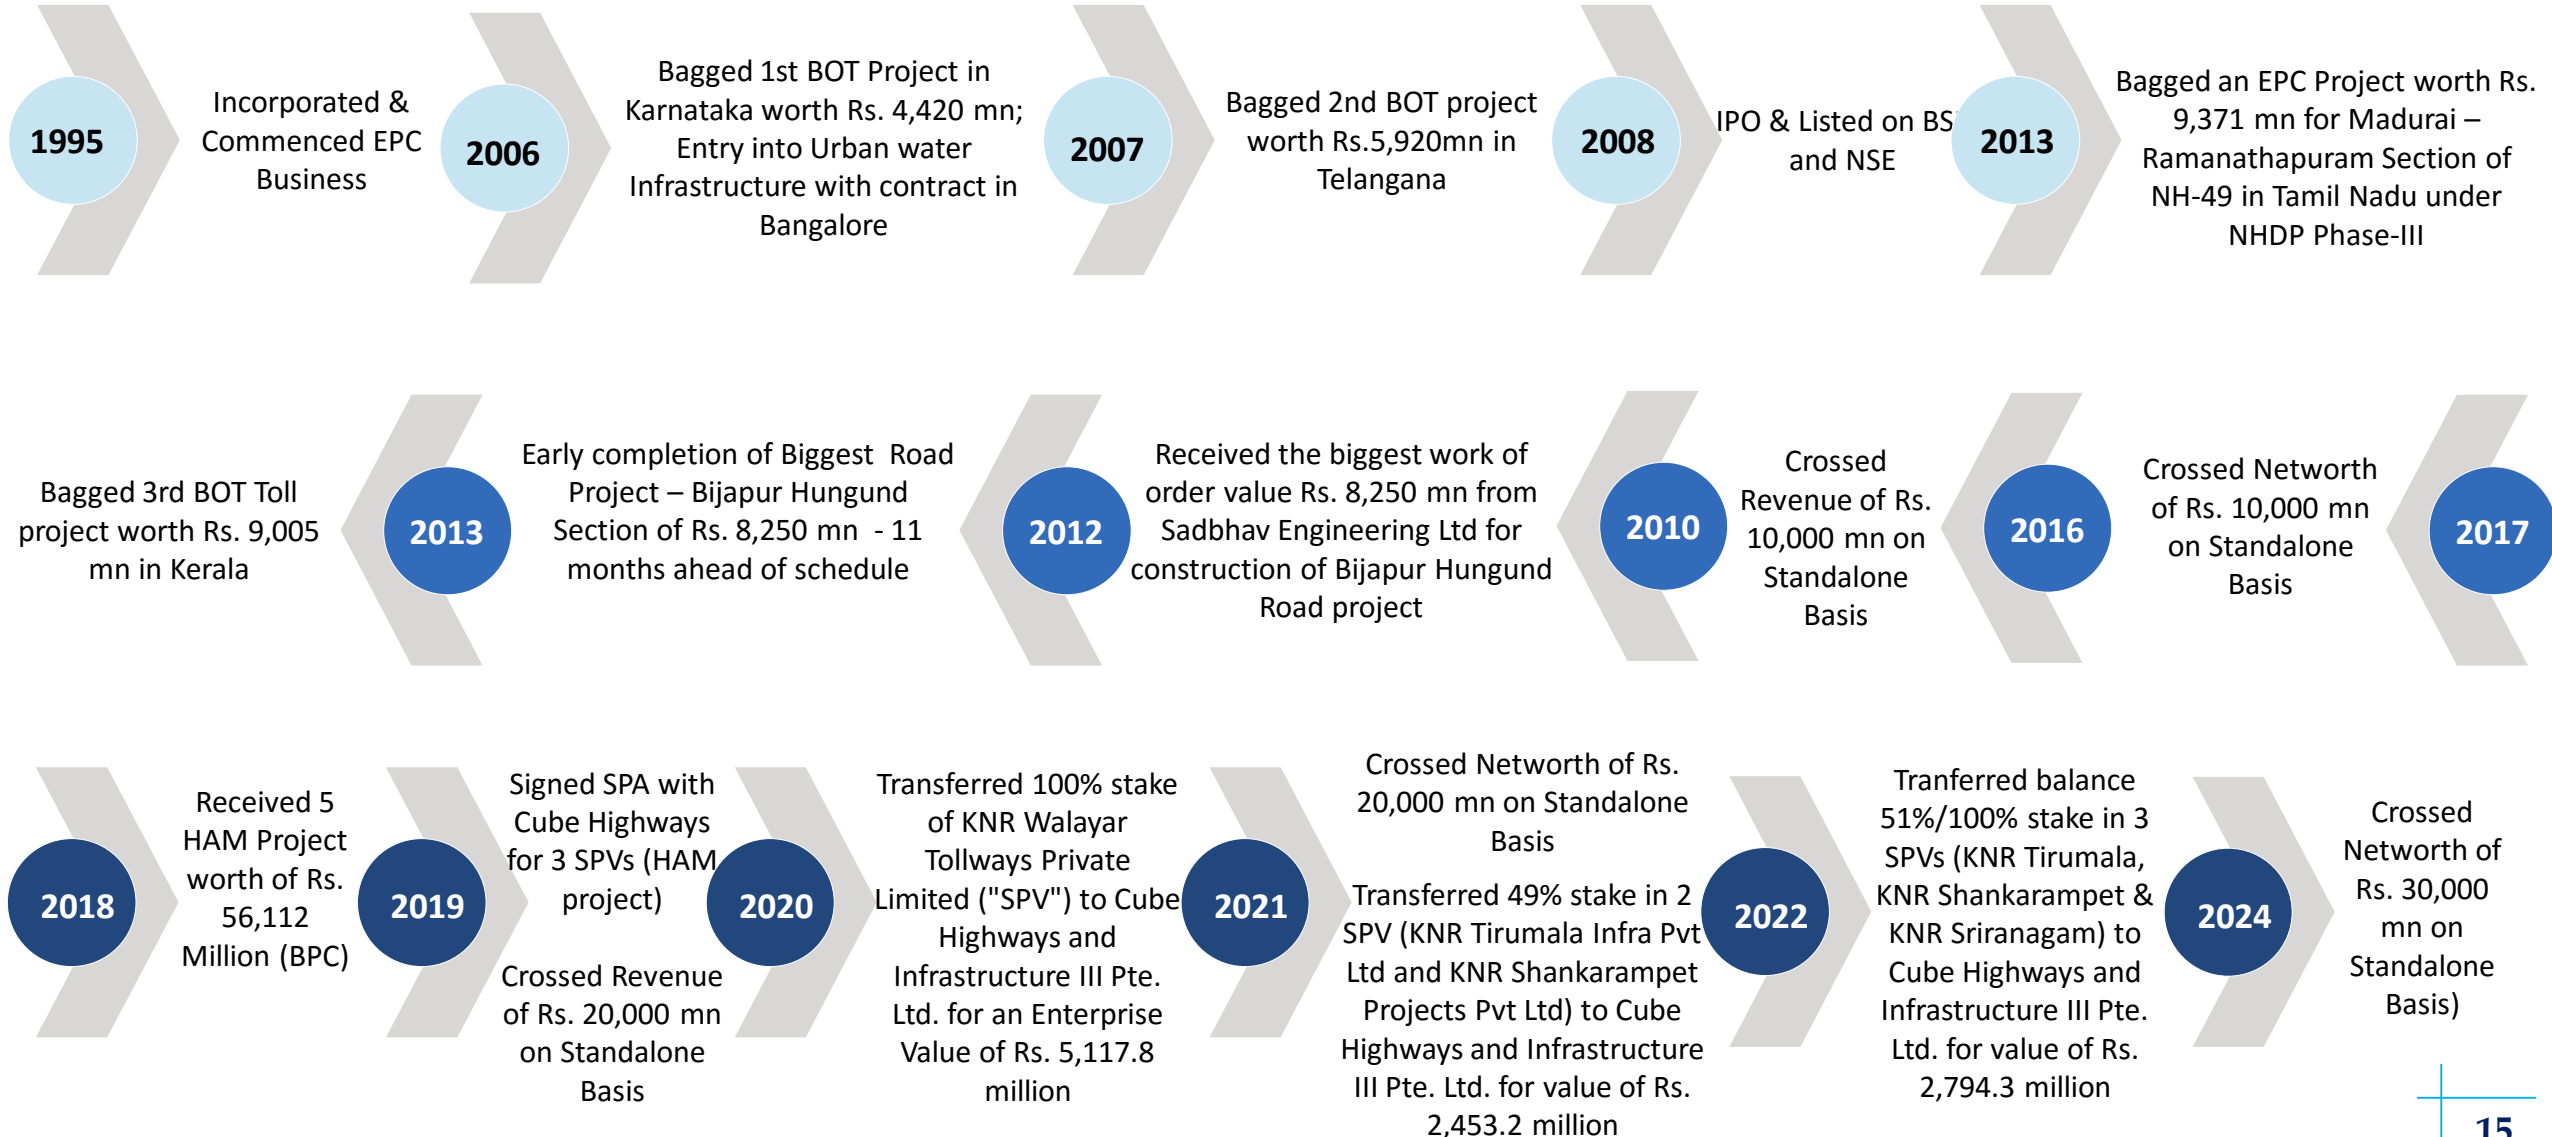 1995
Incorporated &
Commenced EPC
Business
2006
Bagged 1st BOT Project in
Karnataka worth Rs. 4,420 mn;
Entry into Urban water
Infrastructure with contract in
Bangalore
2007
Bagged 2nd BOT project
worth Rs.5,920mn in
Telangana
2008
IPO & Listed on BS
and NSE
2013
Bagged an EPC Project worth Rs.
9,371 mn for Madurai –
Ramanathapuram Section of
NH-49 in Tamil Nadu under
NHDP Phase-III
Bagged 3rd BOT Toll
project worth Rs. 9,005
mn in Kerala
2013
Early completion of Biggest Road
Project – Bijapur Hungund
Section of Rs. 8,250 mn - 11
months ahead of schedule
2012
Received the biggest work of
order value Rs. 8,250 mn from
Sadbhav Engineering Ltd for
construction of Bijapur Hungund
Road project
2010
Crossed
Revenue of Rs.
10,000 mn on
Standalone
Basis
2016
Crossed Networth
of Rs. 10,000 mn
on Standalone
Basis
2017
2018
Received 5
HAM Project
worth of Rs.
56,112
Million (BPC)
2019
Signed SPA with
Cube Highways
for 3 SPVs (HAM
project)
Crossed Revenue
of Rs. 20,000 mn
on Standalone
Basis
2020
Transferred 100% stake
of KNR Walayar
Tollways Private
Limited ("SPV") to Cube
Highways and
Infrastructure III Pte.
Ltd. for an Enterprise
Value of Rs. 5,117.8
million
2021
Crossed Networth of Rs.
20,000 mn on Standalone
Basis
Transferred 49% stake in 2
SPV (KNR Tirumala Infra Pvt
Ltd and KNR Shankarampet
Projects Pvt Ltd) to Cube
Highways and Infrastructure
III Pte. Ltd. for value of Rs.
2,453.2 million
2022
Tranferred balance
51%/100% stake in 3
SPVs (KNR Tirumala,
KNR Shankarampet &
KNR Sriranagam) to
Cube Highways and
Infrastructure III Pte.
Ltd. for value of Rs.
2,794.3 million
2024
Crossed
Networth of
Rs. 30,000
mn on
Standalone
Basis)
15